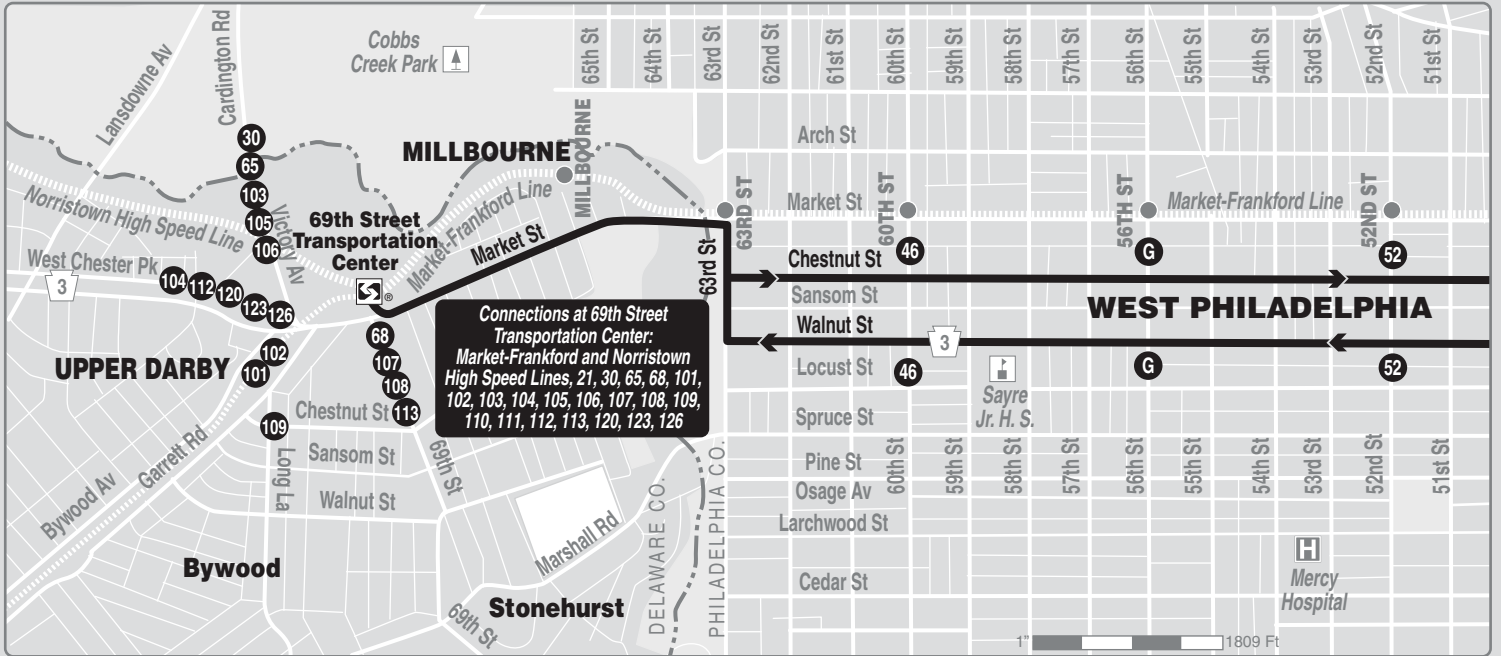 Lansdowne Av
Cardington Rd
Cobbs
Creek Park
65th St
64th St
63rd St
62nd St
61st St
60th St
59th St
58th St
57th St
56th St
55th St
54th St
53rd St
52nd St
51st St
30
65
103
105
106
MILLBOURNE
MILLBOURNE
Arch St
Norristown High Speed Line
Victory Av
69th Street
Transportation
Center
®
Market-Frankford Line
Market St
63RD ST
Market St
60TH ST
56TH ST
Market-Frankford Line
52ND ST
West Chester Pk
3
104
112
120
123
126
63rd St
Chestnut St
46
G
52
Sansom St
WEST PHILADELPHIA
Walnut St
3
Locust St
46
G
52
Sayre
Jr. H. S.
UPPER DARBY
102
101
68
107
108
113
Connections at 69th Street
Transportation Center:
Market-Frankford and Norristown
High Speed Lines, 21, 30, 65, 68, 101,
102, 103, 104, 105, 106, 107, 108, 109,
110, 111, 112, 113, 120, 123, 126
Chestnut St
109
Sansom St
Long La
Walnut St
69th St
Garrett Rd
Bywood Av
Spruce St
Pine St
Osage Av
Larchwood St
Cedar St
60th St
59th St
58th St
57th St
56th St
55th St
54th St
53rd St
52nd St
51st St
Marshall Rd
DELAWARE CO.
PHILADELPHIA CO.
Bywood
Stonehurst
69th St
H
Mercy
Hospital
1"
1809 Ft